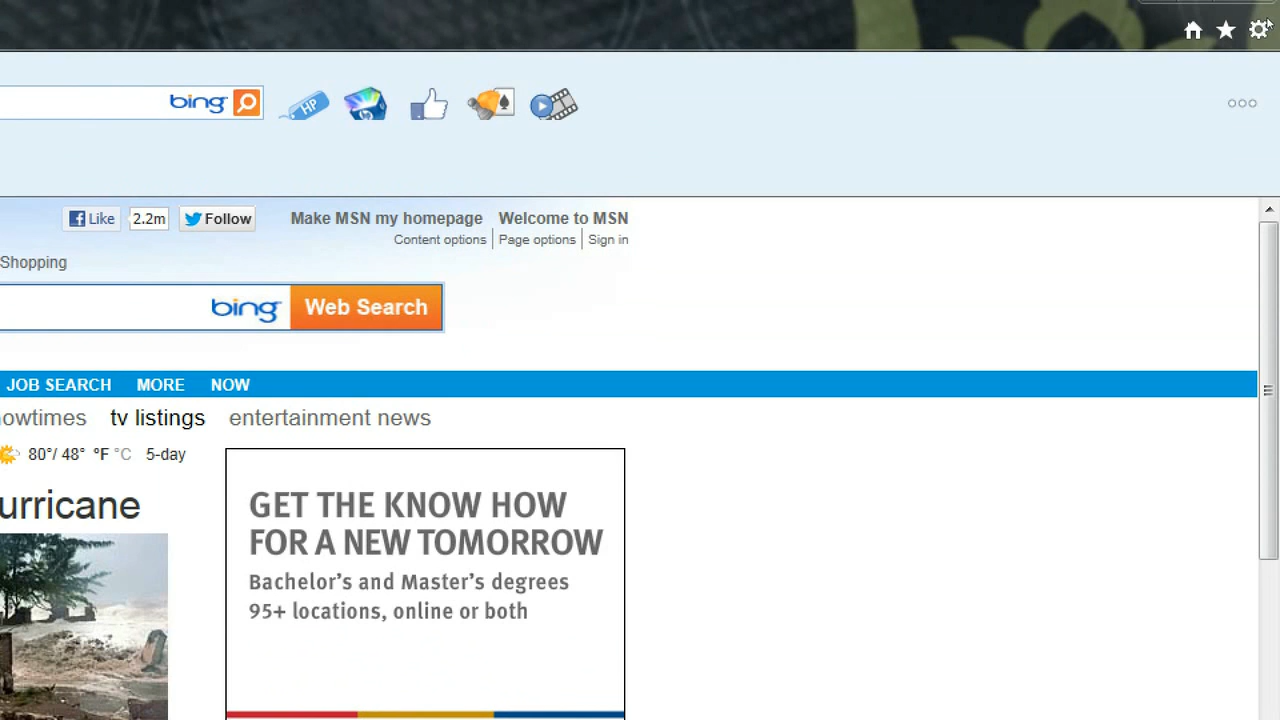 bing
HP
Like 2.2m Follow Make MSN my homepage Welcome to MSN
Content options Page options Sign in
Shopping
bing Web Search
JOB SEARCH MORE NOW
owtimes tv listings entertainment news
80°/ 48° °F °C 5-day
urricane
GET THE KNOW HOW
FOR A NEW TOMORROW
Bachelor's and Master's degrees
95+ locations, online or both